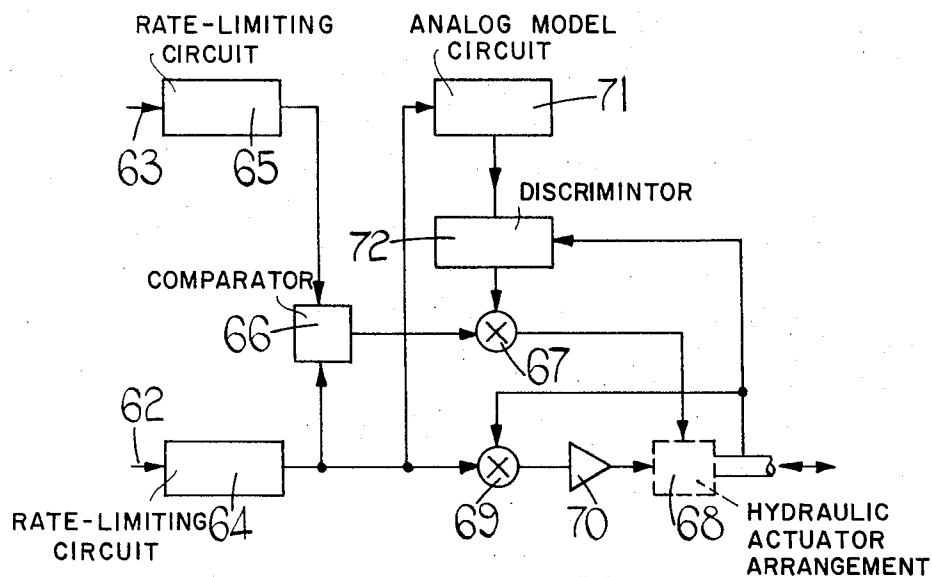 RATE-LIMITING
CIRCUIT
63
65
ANALOG MODEL
CIRCUIT
71
DISCRIMINTOR
72
COMPARATOR
66
67
62
RATE-LIMITING
CIRCUIT
64
69
70
68
HYDRAULIC
ACTUATOR
ARRANGEMENT